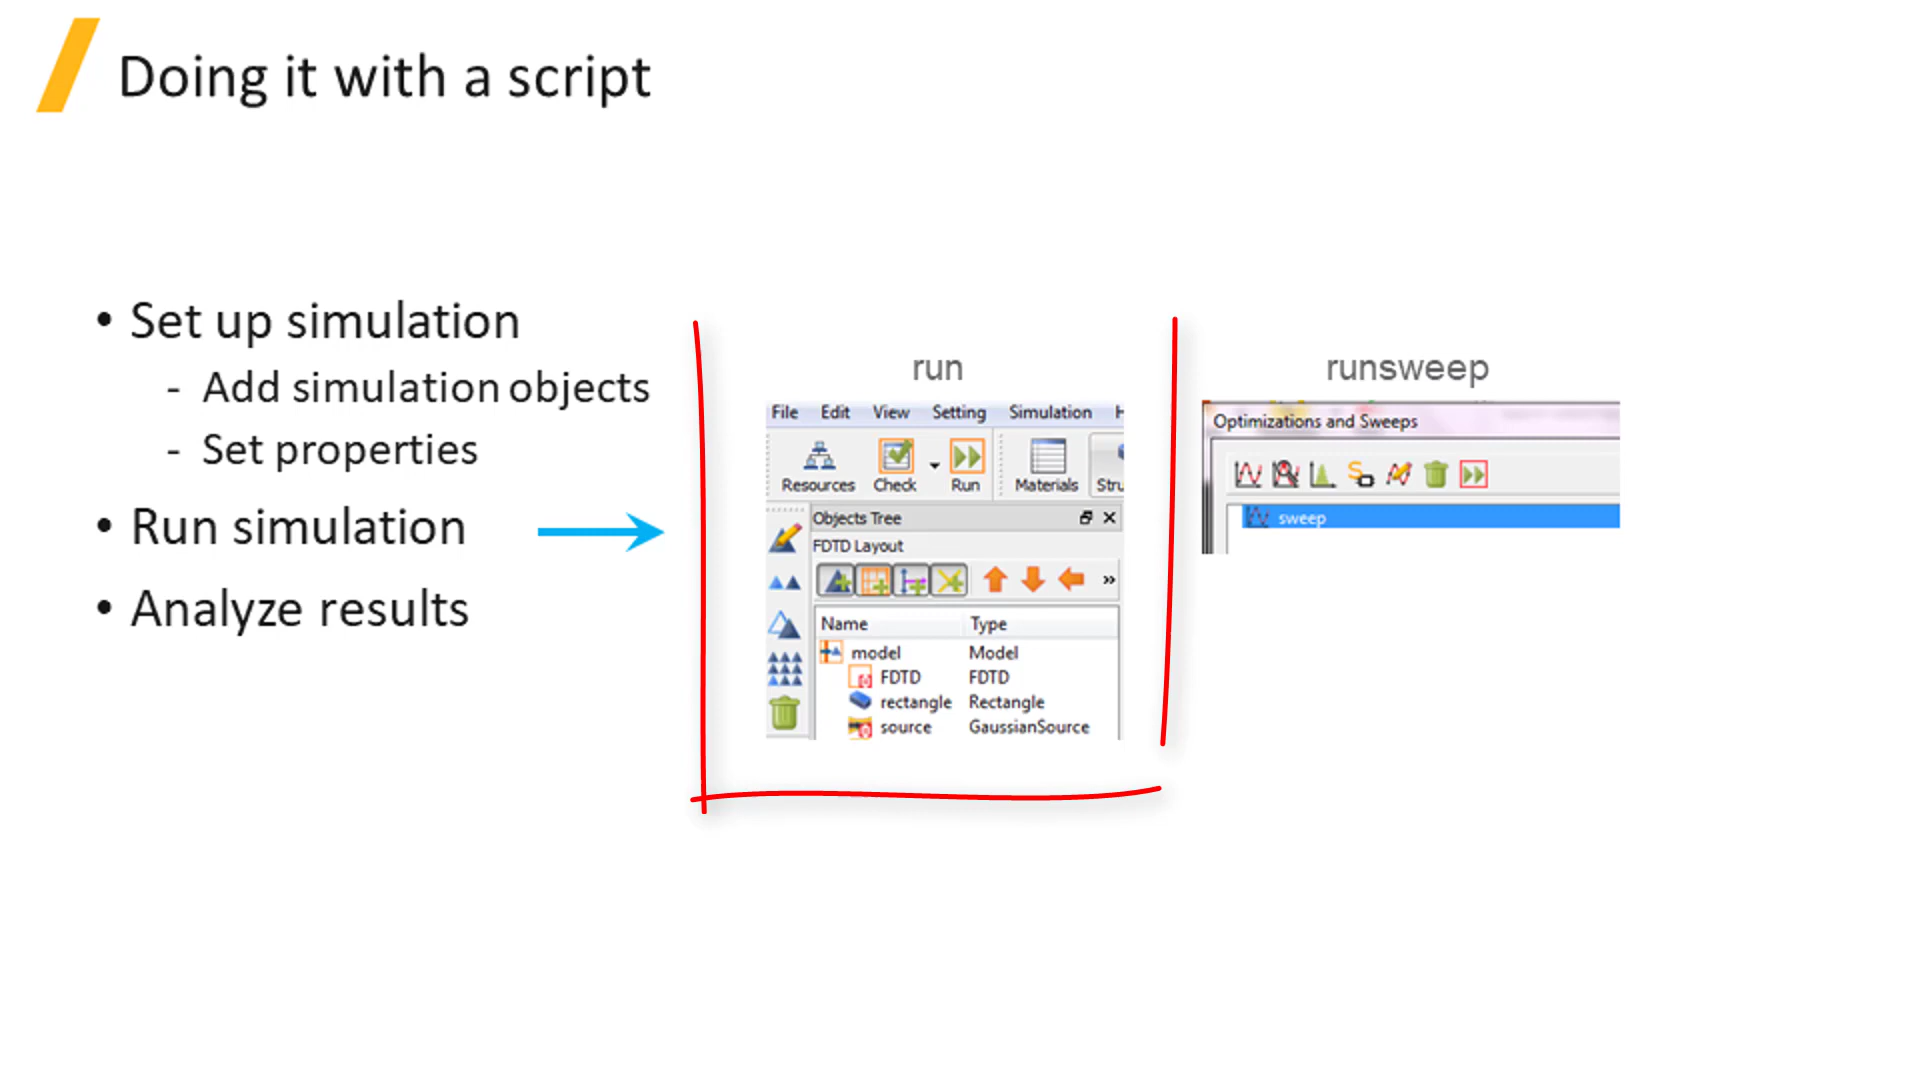 Doing it with a script
• Set up simulation
- Add simulation objects
- Set properties
• Run simulation
• Analyze results
run
File Edit View Setting Simulation
Resources Check Run Materials Stru
Objects Tree
FDTD Layout
Name Type
model Model
FDTD FDTD
rectangle Rectangle
source GaussianSource
runsweep
Optimizations and Sweeps
sweep